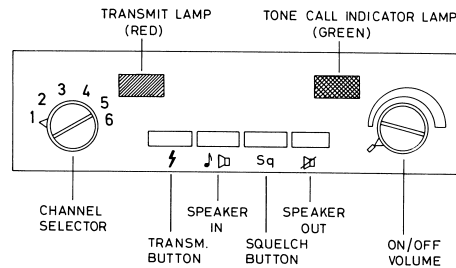 TRANSMIT LAMP
(RED)
TONE CALL INDICATOR LAMP
(GREEN)
1 2 3 4 5 6
Sq
CHANNEL
SELECTOR
TRANSM.
BUTTON
SPEAKER
IN
SQUELCH
BUTTON
SPEAKER
OUT
ON/OFF
VOLUME